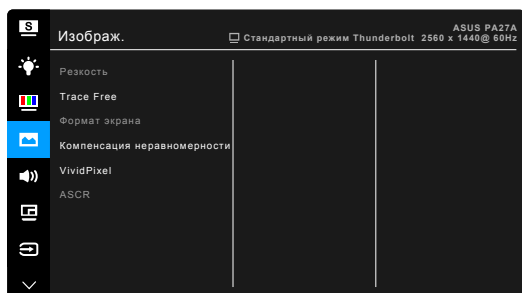 S
ASUS PA27A
Изображ.
Стандартный режим Thunderbolt 2560 x 1440@ 60Hz
Резкость
Trace Free
Формат экрана
Компенсация неравномерности
VividPixel
ASCR